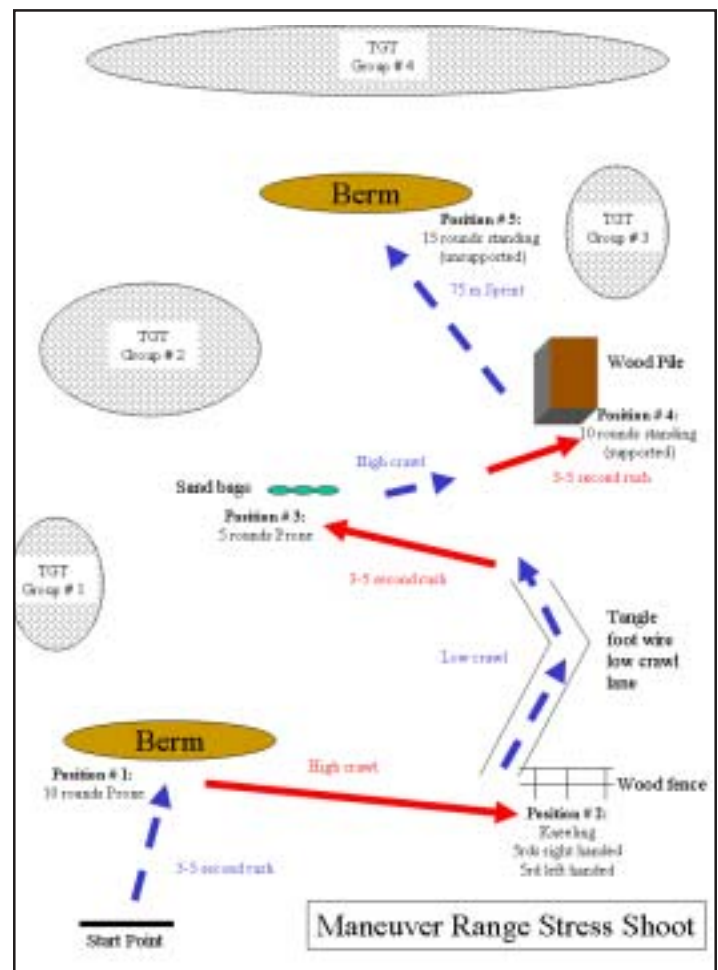 TGT
Group # 4
Berm
Position # 5:
15 rounds standing
(unsupported)
TGT
Group # 3
75 m Sprint
TGT
Group # 2
Wood Pile
Position # 4:
10 rounds standing
(supported)
High crawl
3-5 second rush
Sand bags
Position # 3:
5 rounds Prone
TGT
Group # 1
3-5 second rush
Tangle
foot wire
low crawl
lane
Low crawl
Berm
Position # 1:
10 rounds Prone
High crawl
Wood fence
Position # 2:
Kneeling
5rds right handed
5rd left handed
3-5 second rush
Start Point
Maneuver Range Stress Shoot